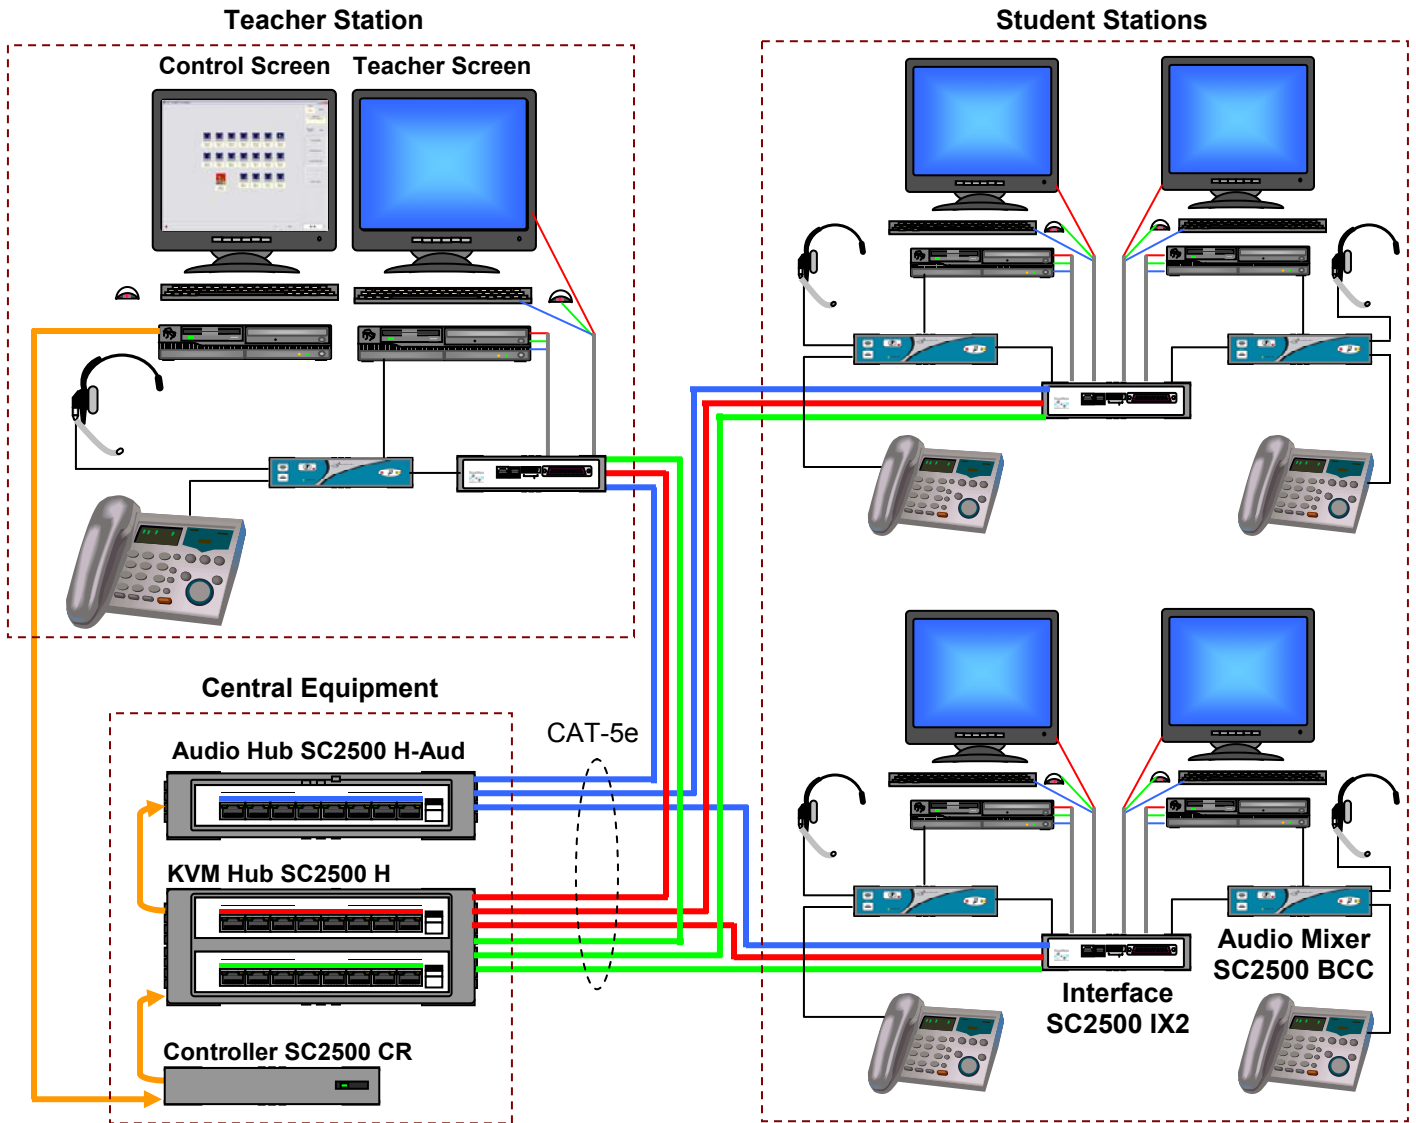 Teacher Station
Student Stations
Control Screen
Teacher Screen
Central Equipment
CAT-5e
Audio Hub SC2500 H-Aud
KVM Hub SC2500 H
Controller SC2500 CR
Audio Mixer
SC2500 BCC
Interface
SC2500 IX2